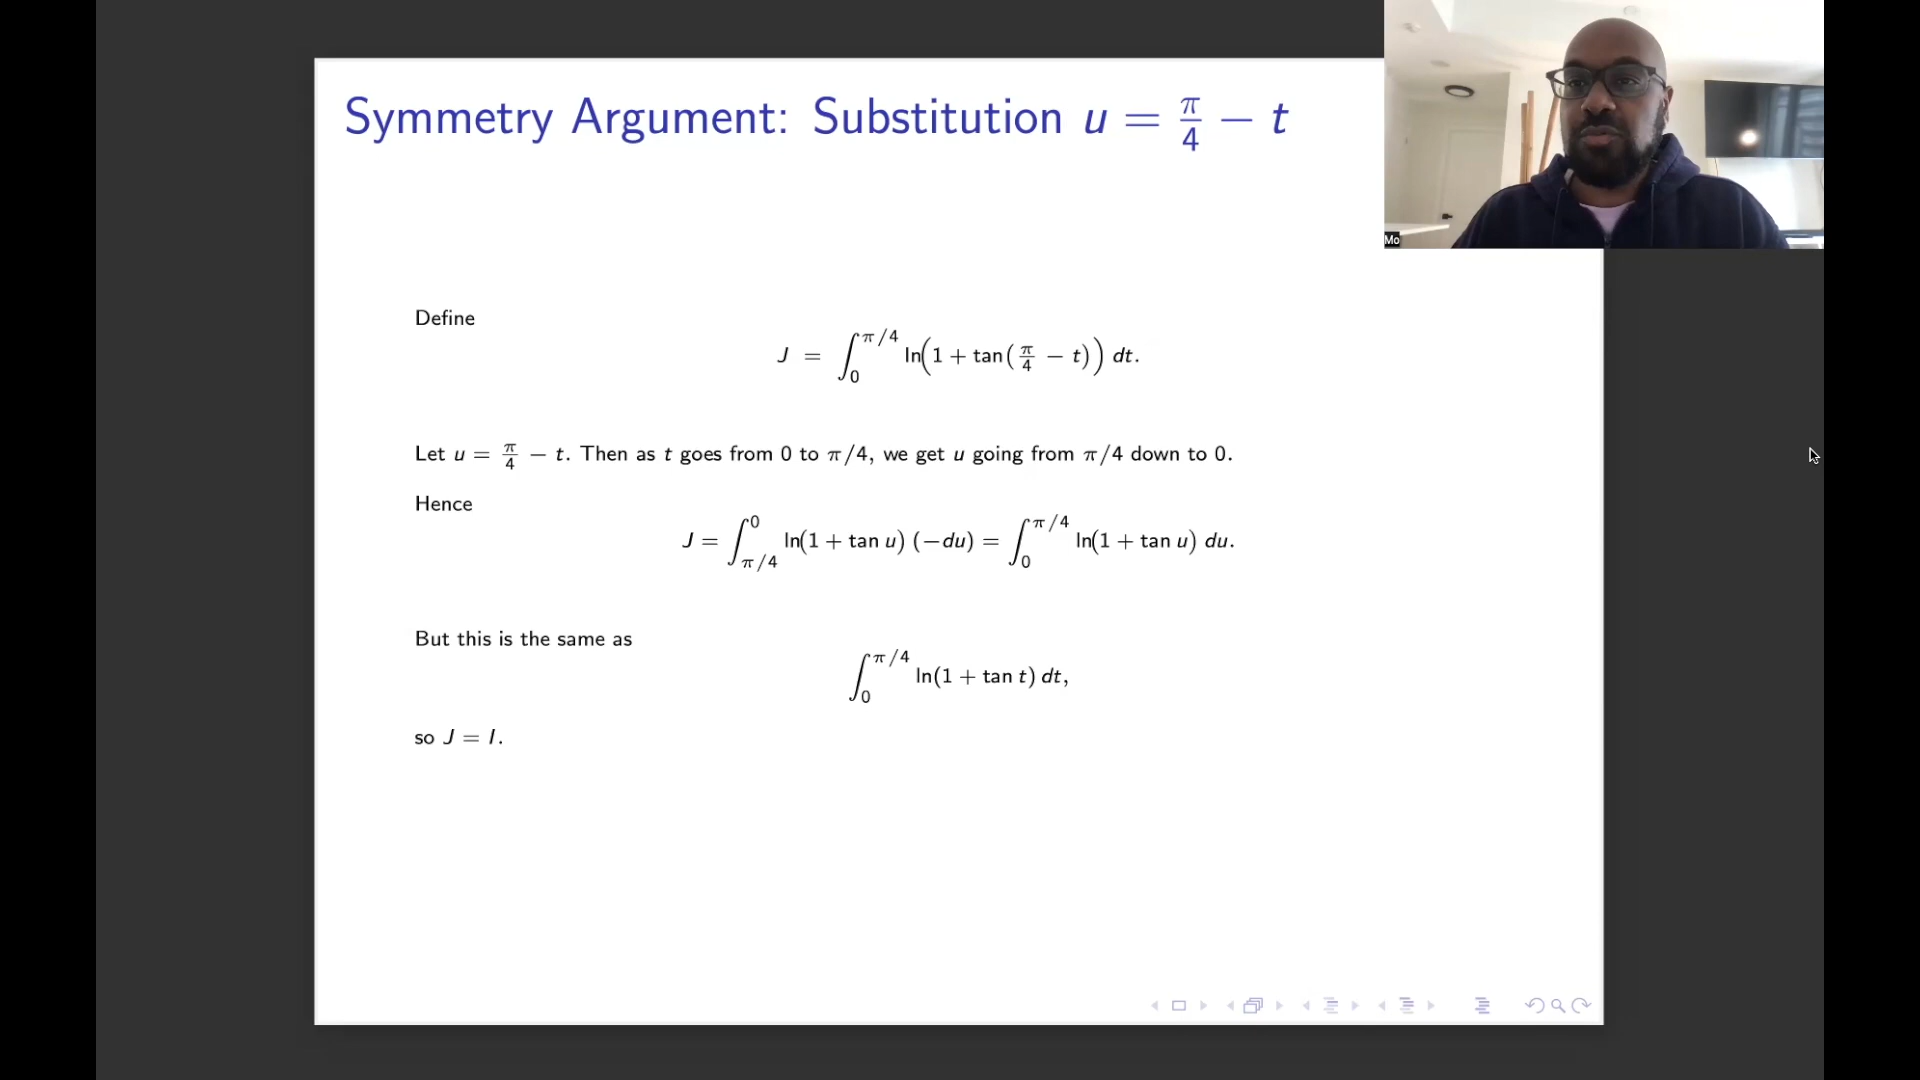 Symmetry Argument: Substitution u = π/4 − t
Mo
Define
J = ∫_0^{π/4} ln(1 + tan(π/4 − t)) dt.
Let u = π/4 − t. Then as t goes from 0 to π/4, we get u going from π/4 down to 0.
Hence
J = ∫_{π/4}^0 ln(1 + tan u) (−du) = ∫_0^{π/4} ln(1 + tan u) du.
But this is the same as
∫_0^{π/4} ln(1 + tan t) dt,
so J = I.